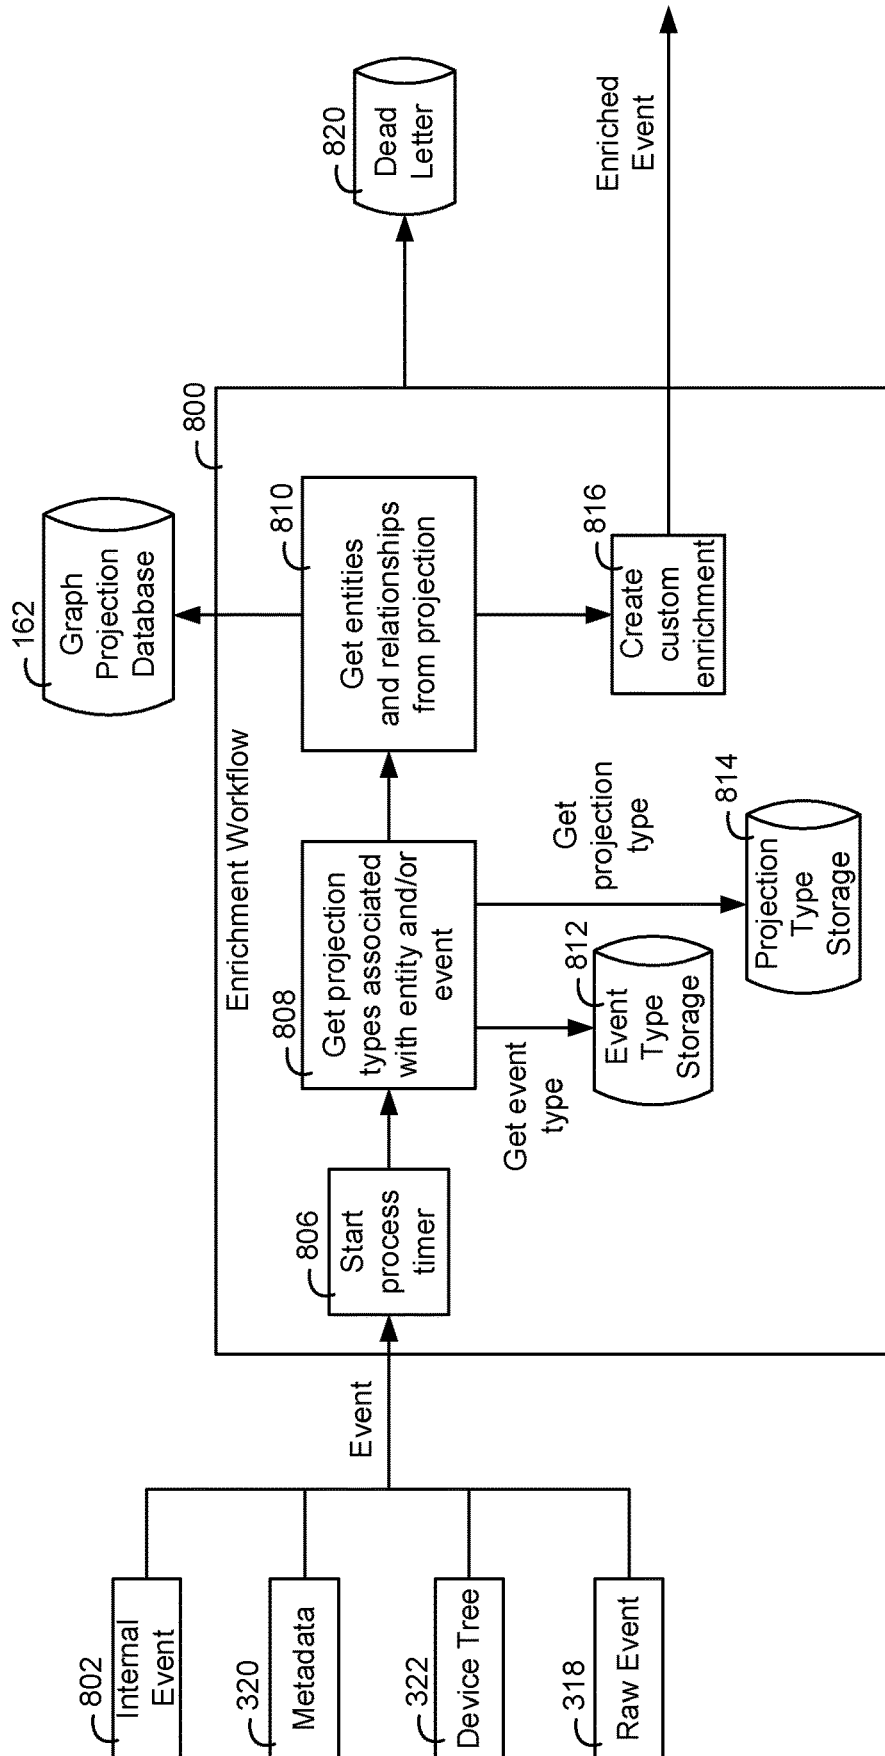 802
Internal
Event
320
Metadata
322
Device Tree
318
Raw Event
Event
800
Enrichment Workflow
806
Start
process
timer
808
Get projection
types associated
with entity and/or
event
810
Get entities
and relationships
from projection
162
Graph
Projection
Database
Get event
type
812
Event
Type
Storage
Get
projection
type
814
Projection
Type
Storage
816
Create
custom
enrichment
820
Dead
Letter
Enriched
Event